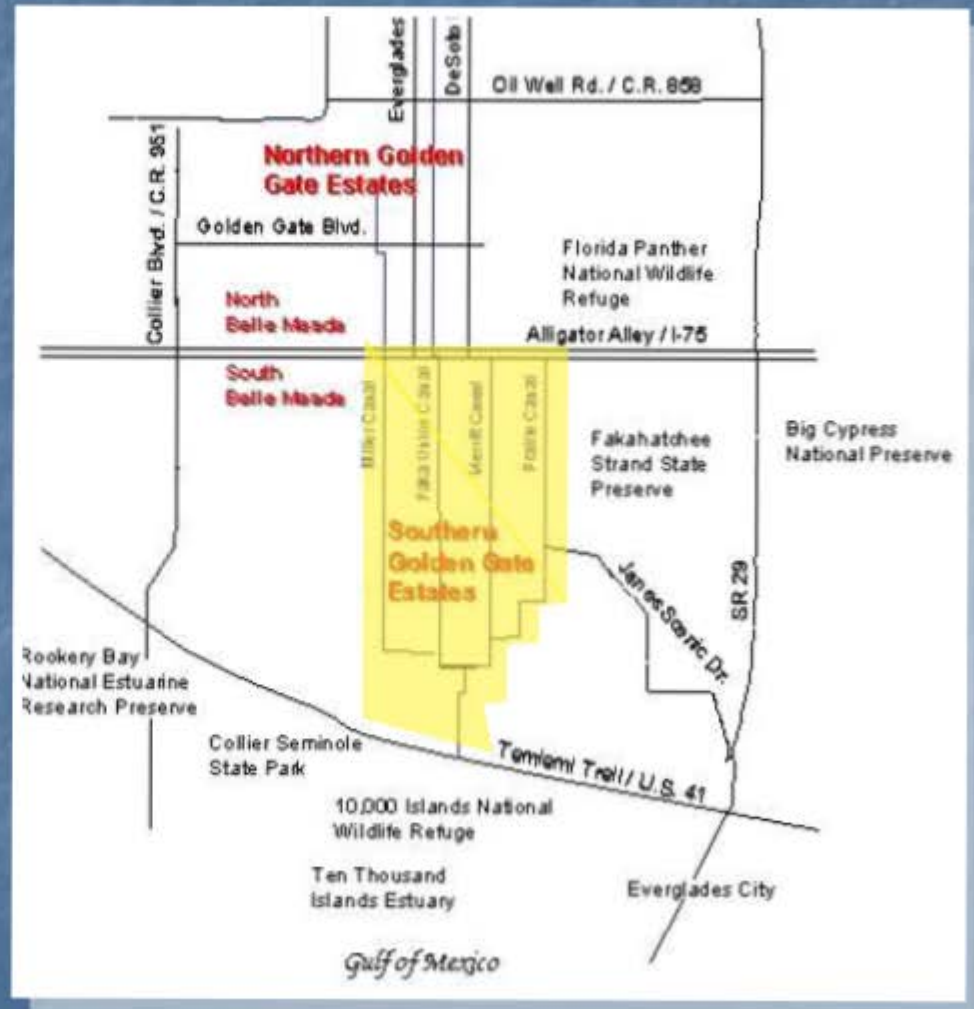 Everglades
DeSoto
Oil Well Rd. / C.R. 858
Collier Blvd. / C.R. 951
Northern Golden
Gate Estates
Golden Gate Blvd.
Florida Panther
National Wildlife
Refuge
North
Belle Meade
Alligator Alley / I-75
South
Belle Meade
Miller Canal
Faka Union Canal
Merritt Canal
Prairie Canal
Fakahatchee
Strand State
Preserve
Big Cypress
National Preserve
Southern
Golden Gate
Estates
Janes Scenic Dr.
SR 29
Rookery Bay
National Estuarine
Research Preserve
Collier Seminole
State Park
Tamiami Trail / U.S. 41
10,000 Islands National
Wildlife Refuge
Ten Thousand
Islands Estuary
Everglades City
Gulf of Mexico